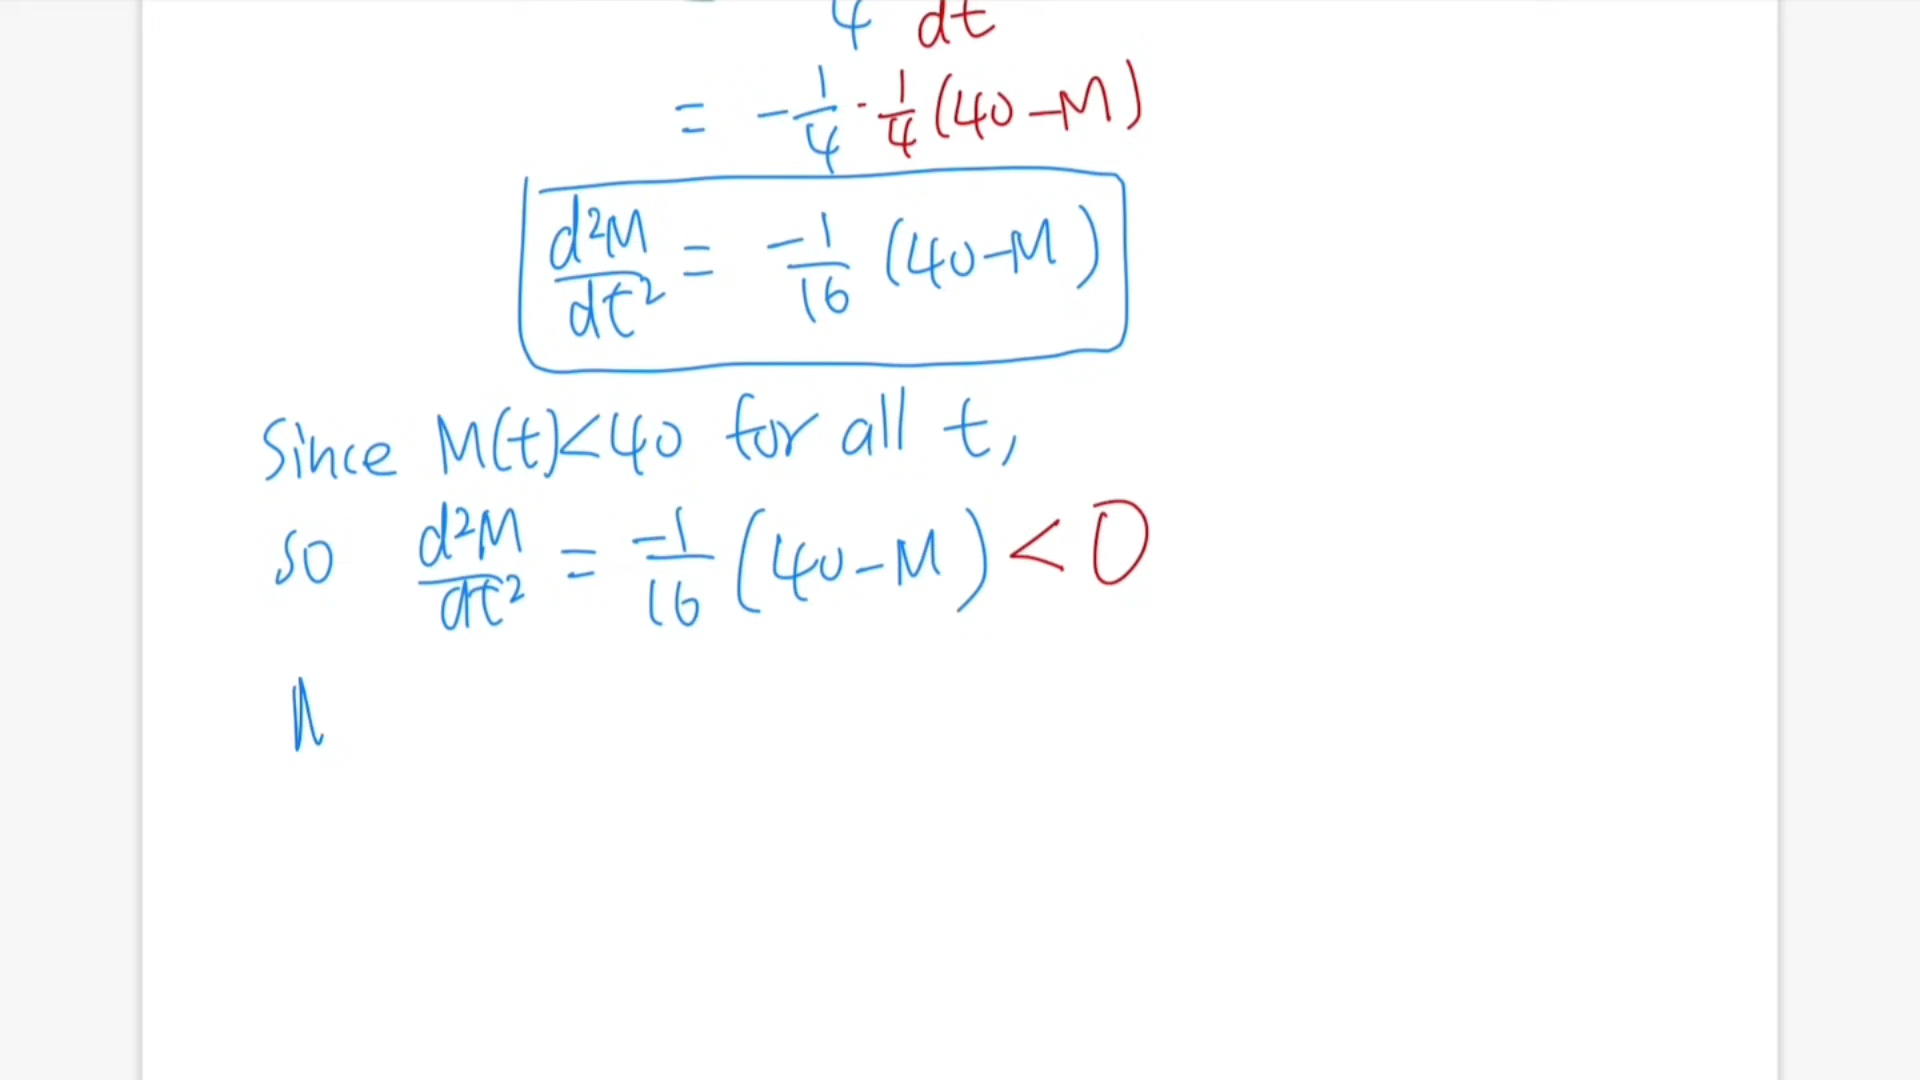 4 dt
= -1/4 · 1/4 (40-M)
d²M/dt² = -1/16 (40-M)
Since M(t)<40 for all t,
so d²M/dt² = -1/16 (40-M) < 0